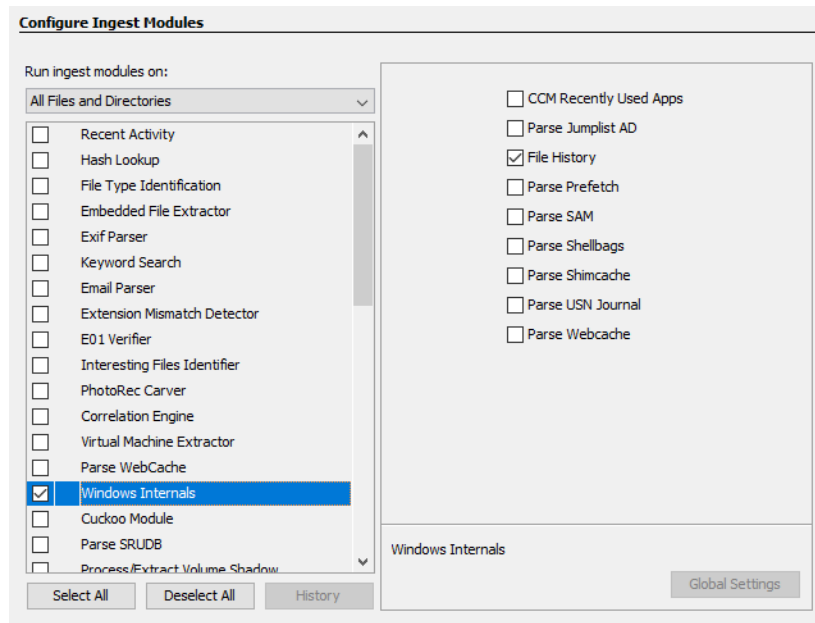 Configure Ingest Modules
Run ingest modules on:
All Files and Directories
Recent Activity
Hash Lookup
File Type Identification
Embedded File Extractor
Exif Parser
Keyword Search
Email Parser
Extension Mismatch Detector
E01 Verifier
Interesting Files Identifier
PhotoRec Carver
Correlation Engine
Virtual Machine Extractor
Parse WebCache
Windows Internals
Cuckoo Module
Parse SRUDB
Process/Extract Volume Shadow
Select All
Deselect All
History
CCM Recently Used Apps
Parse Jumplist AD
File History
Parse Prefetch
Parse SAM
Parse Shellbags
Parse Shimcache
Parse USN Journal
Parse Webcache
Windows Internals
Global Settings